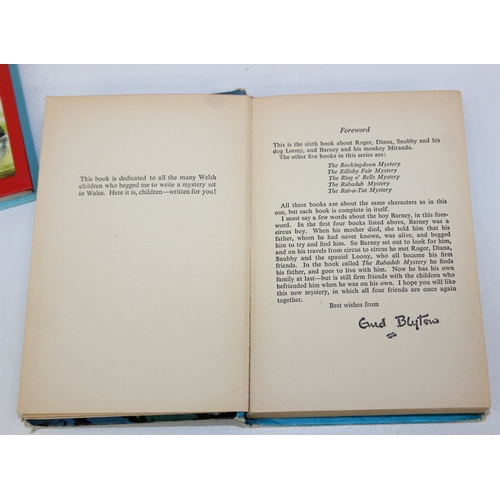 This book is dedicated to all the many Welsh
children who begged me to write a mystery set
in Wales. Here it is, children—written for you!
Foreword
This is the sixth book about Roger, Diana, Snubby and his
dog Loony, and Barney and his monkey Miranda.
The other five books in this series are:
The Rockingdown Mystery
The Rilloby Fair Mystery
The Ring o' Bells Mystery
The Rubadub Mystery
The Rat-a-Tat Mystery
All these books are about the same characters as in this
one, but each book is complete in itself.
I must say a few words about the boy Barney, in this fore-
word. In the first four books listed above, Barney was a
circus boy. When his mother died, she told him that his
father, whom he had never known, was alive, and begged
him to try and find him. So Barney set out to look for him,
and on his travels from circus to circus he met Roger, Diana,
Snubby and the spaniel Loony, who all became his firm
friends. In the book called The Rubadub Mystery he finds
his father, and goes to live with him. Now he has his own
family at last—but is still firm friends with the children who
befriended him when he was on his own. I hope you will like
this new mystery, in which all four friends are once again
together.
Best wishes from
Enid Blyton